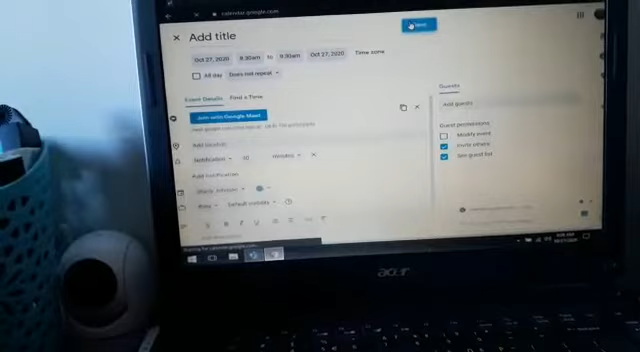 calendar.google.com
Add title
Save
Oct 27, 2020 8:30am to 9:30am Oct 27, 2020 Time zone
All day Does not repeat
Event Details Find a Time
Guests
Join with Google Meet
Add guests
Add location
Guest permissions
Modify event
Notification 10 minutes
Invite others
See guest list
Add notification
Busy Default visibility
acer